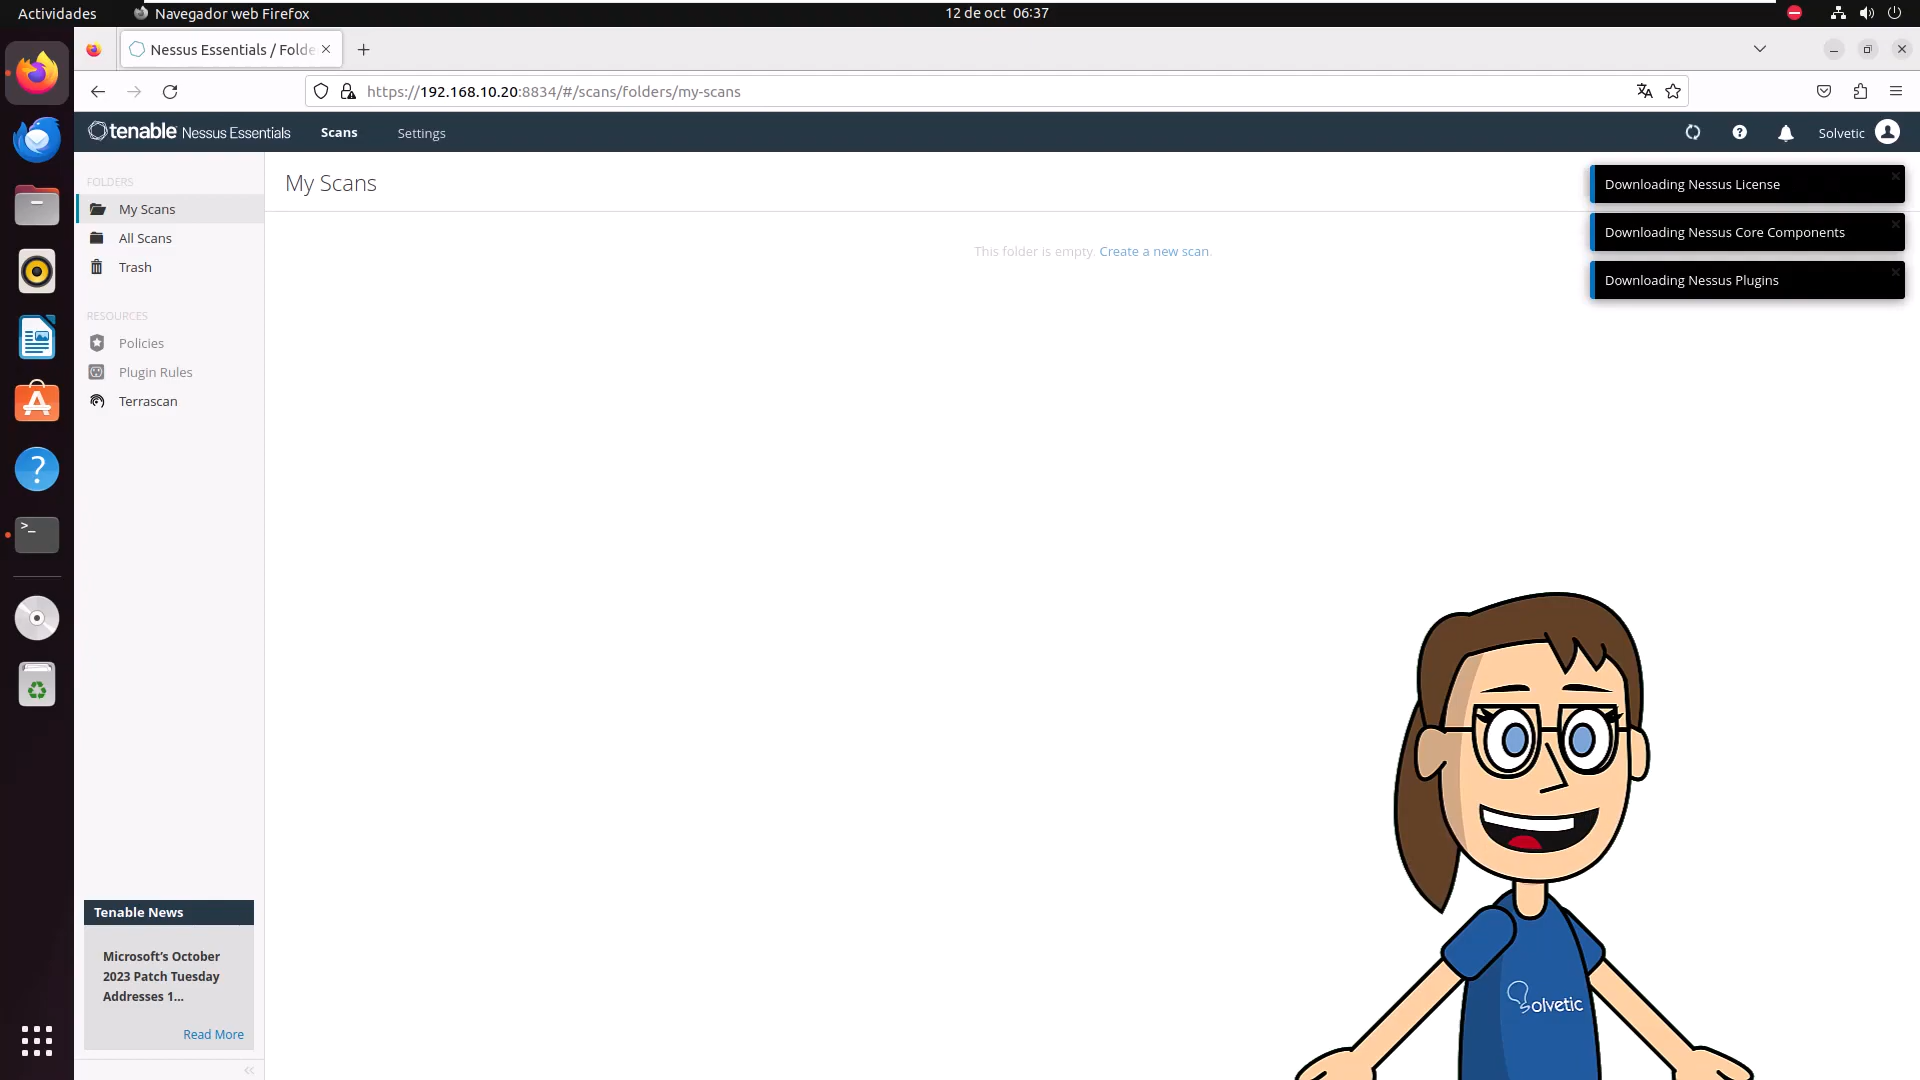 Actividades
Navegador web Firefox
12 de oct 06:37
Nessus Essentials / Folde
https://192.168.10.20:8834/#/scans/folders/my-scans
tenable Nessus Essentials
Scans
Settings
Solvetic
FOLDERS
My Scans
All Scans
Trash
RESOURCES
Policies
Plugin Rules
Terrascan
My Scans
This folder is empty. Create a new scan.
Downloading Nessus License
Downloading Nessus Core Components
Downloading Nessus Plugins
Tenable News
Microsoft's October
2023 Patch Tuesday
Addresses 1...
Read More
Solvetic